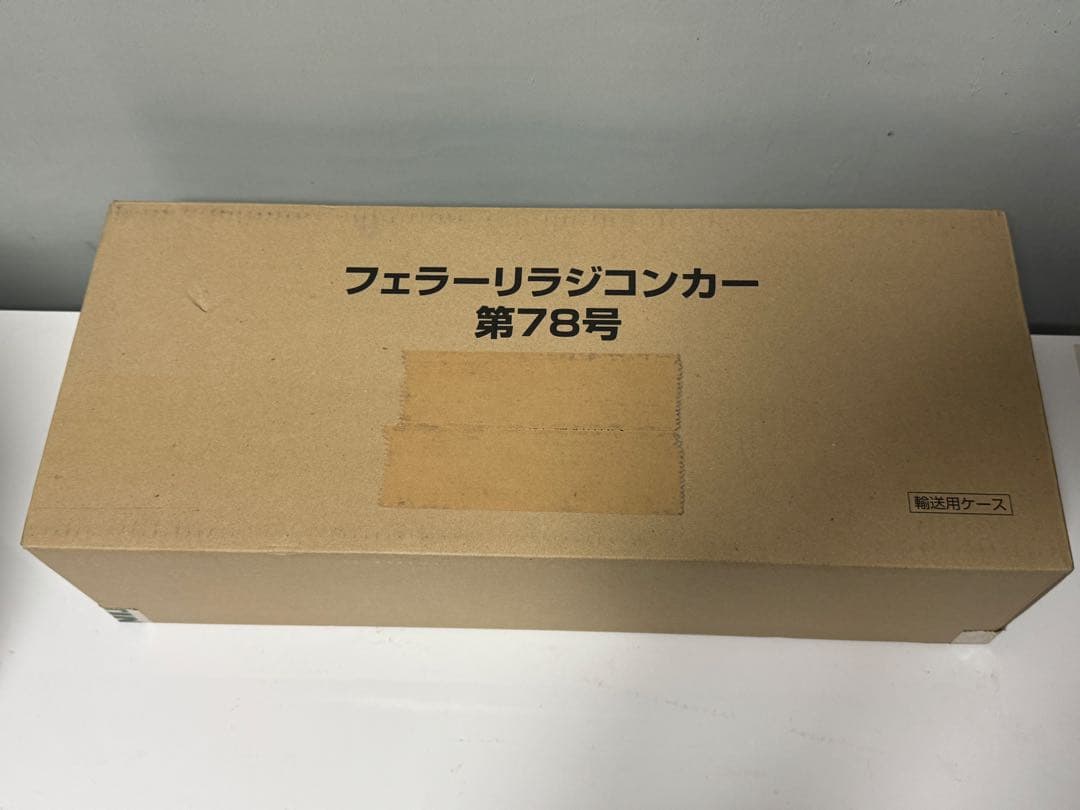 フェラーリラジコンカー
第78号
輸送用ケース